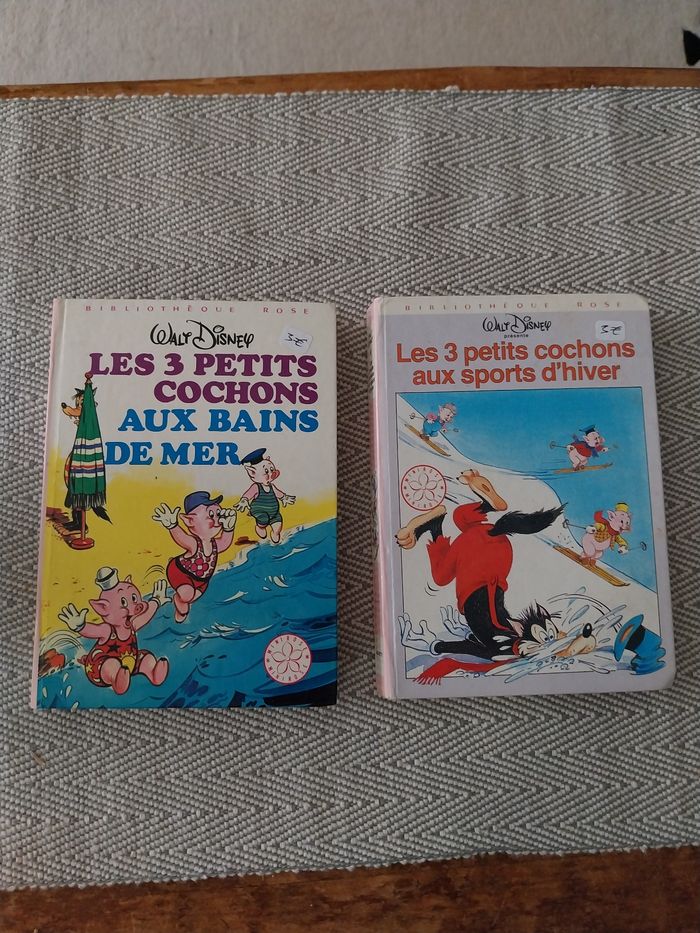 BIBLIOTHÈQUE ROSE
WALT DISNEY
3€
LES 3 PETITS
COCHONS
AUX BAINS
DE MER
BIBLIOTHÈQUE ROSE
WALT DISNEY
présente
3€
Les 3 petits cochons
aux sports d'hiver